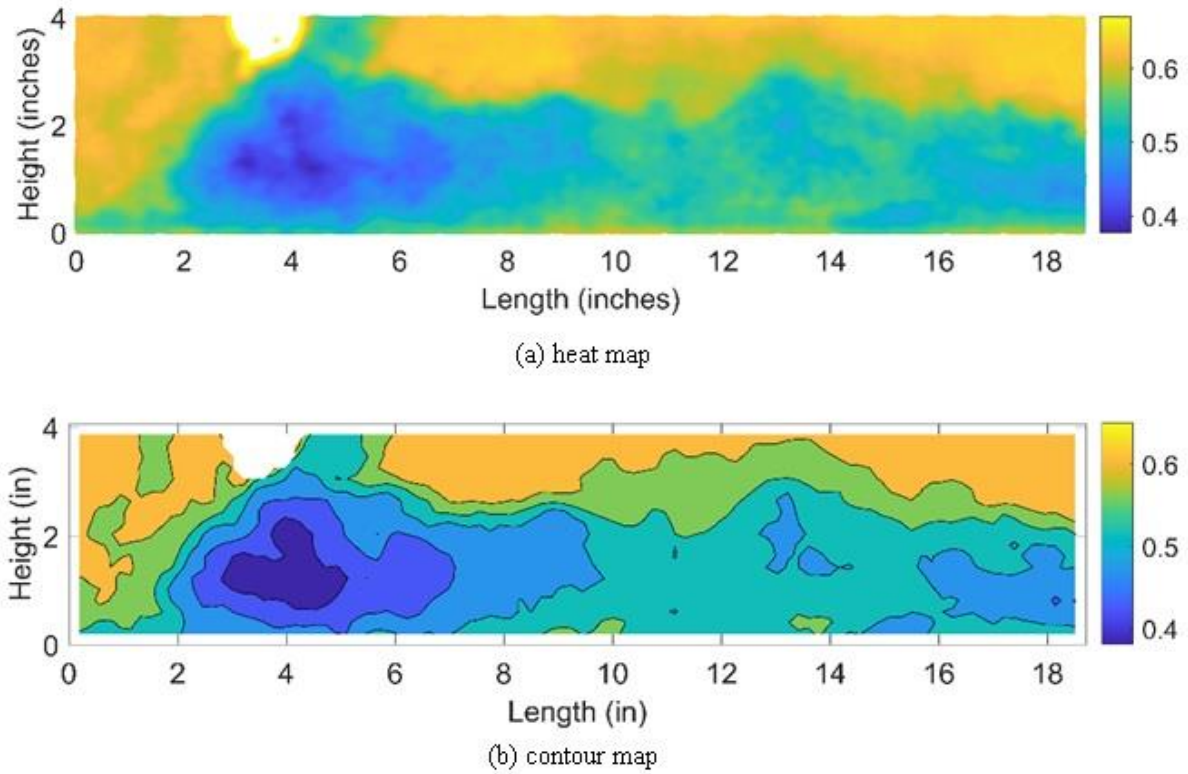 4
2
0
Height (inches)
0 2 4 6 8 10 12 14 16 18
Length (inches)
0.6
0.5
0.4
(a) heat map
4
2
0
Height (in)
0 2 4 6 8 10 12 14 16 18
Length (in)
0.6
0.5
0.4
(b) contour map